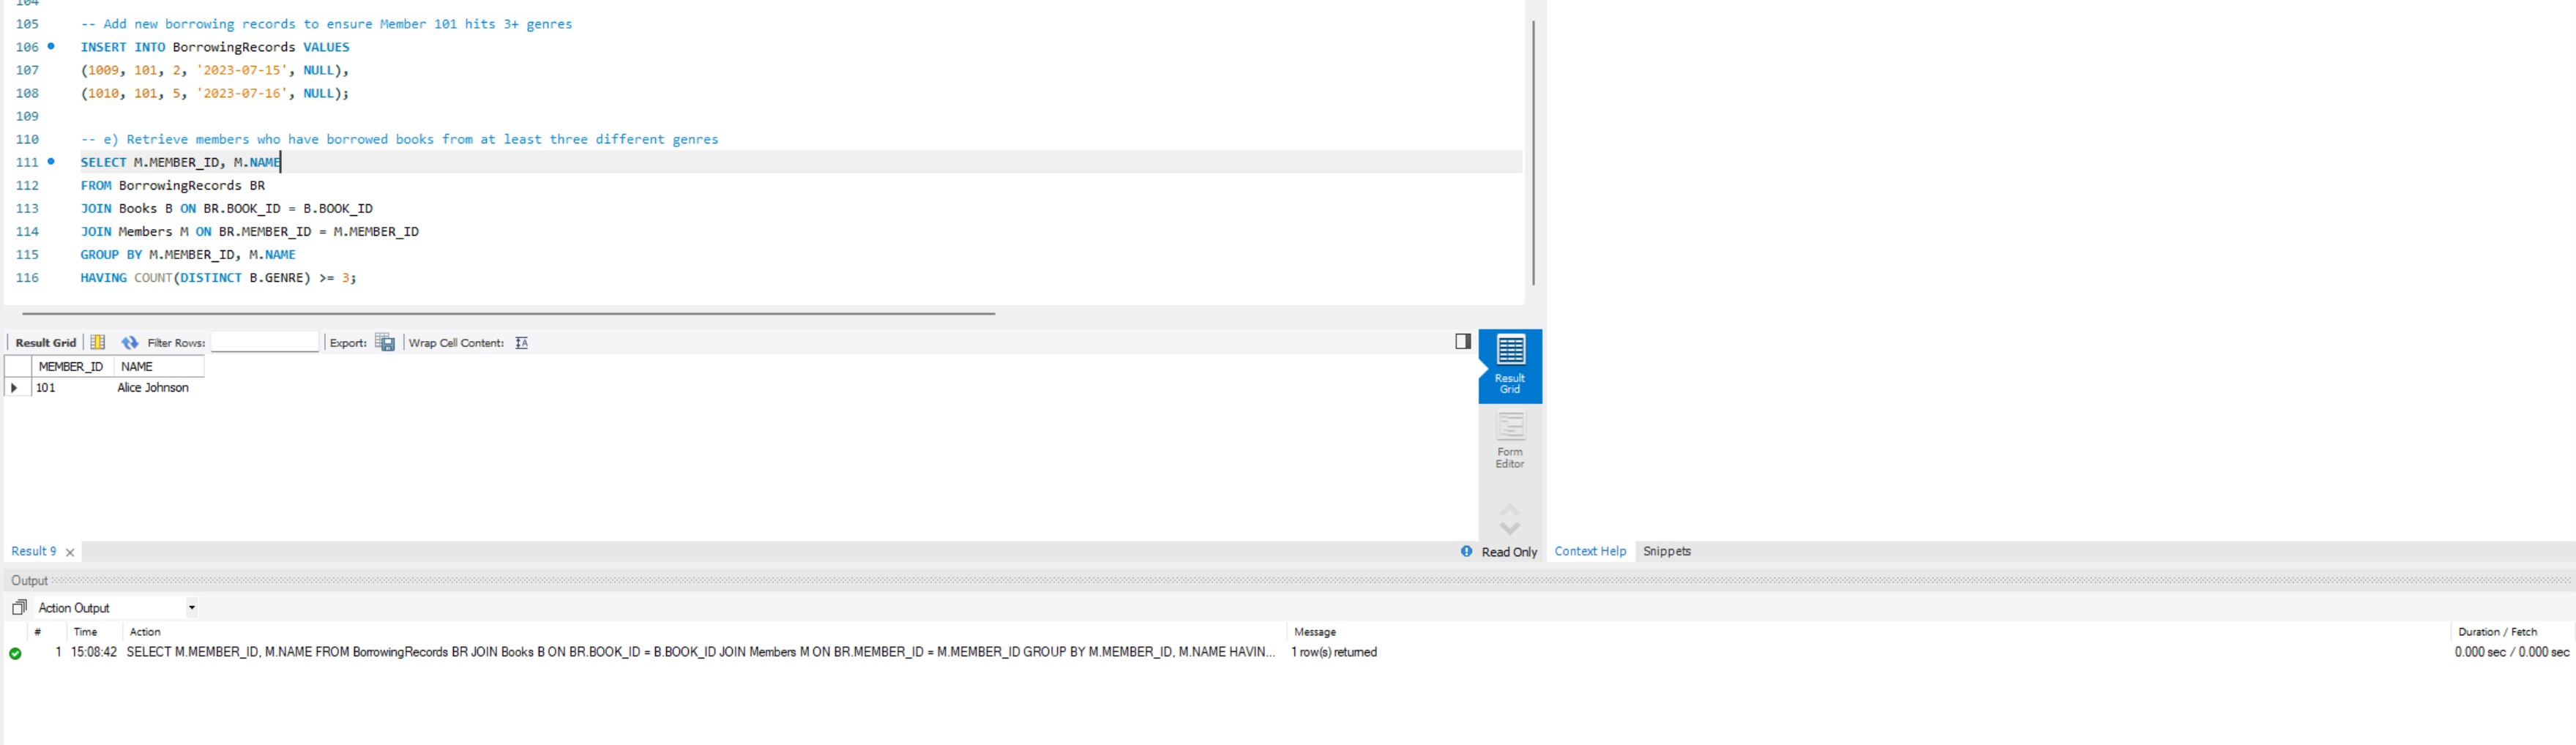 104
105 -- Add new borrowing records to ensure Member 101 hits 3+ genres
106 INSERT INTO BorrowingRecords VALUES
107 (1009, 101, 2, '2023-07-15', NULL),
108 (1010, 101, 5, '2023-07-16', NULL);
109
110 -- e) Retrieve members who have borrowed books from at least three different genres
111 SELECT M.MEMBER_ID, M.NAME
112 FROM BorrowingRecords BR
113 JOIN Books B ON BR.BOOK_ID = B.BOOK_ID
114 JOIN Members M ON BR.MEMBER_ID = M.MEMBER_ID
115 GROUP BY M.MEMBER_ID, M.NAME
116 HAVING COUNT(DISTINCT B.GENRE) >= 3;
Result Grid Filter Rows: Export: Wrap Cell Content:
MEMBER_ID NAME
101 Alice Johnson
Result
Grid
Form
Editor
Result 9 Read Only Context Help Snippets
Output
Action Output
# Time Action Message Duration / Fetch
1 15:08:42 SELECT M.MEMBER_ID, M.NAME FROM BorrowingRecords BR JOIN Books B ON BR.BOOK_ID = B.BOOK_ID JOIN Members M ON BR.MEMBER_ID = M.MEMBER_ID GROUP BY M.MEMBER_ID, M.NAME HAVIN... 1 row(s) returned 0.000 sec / 0.000 sec